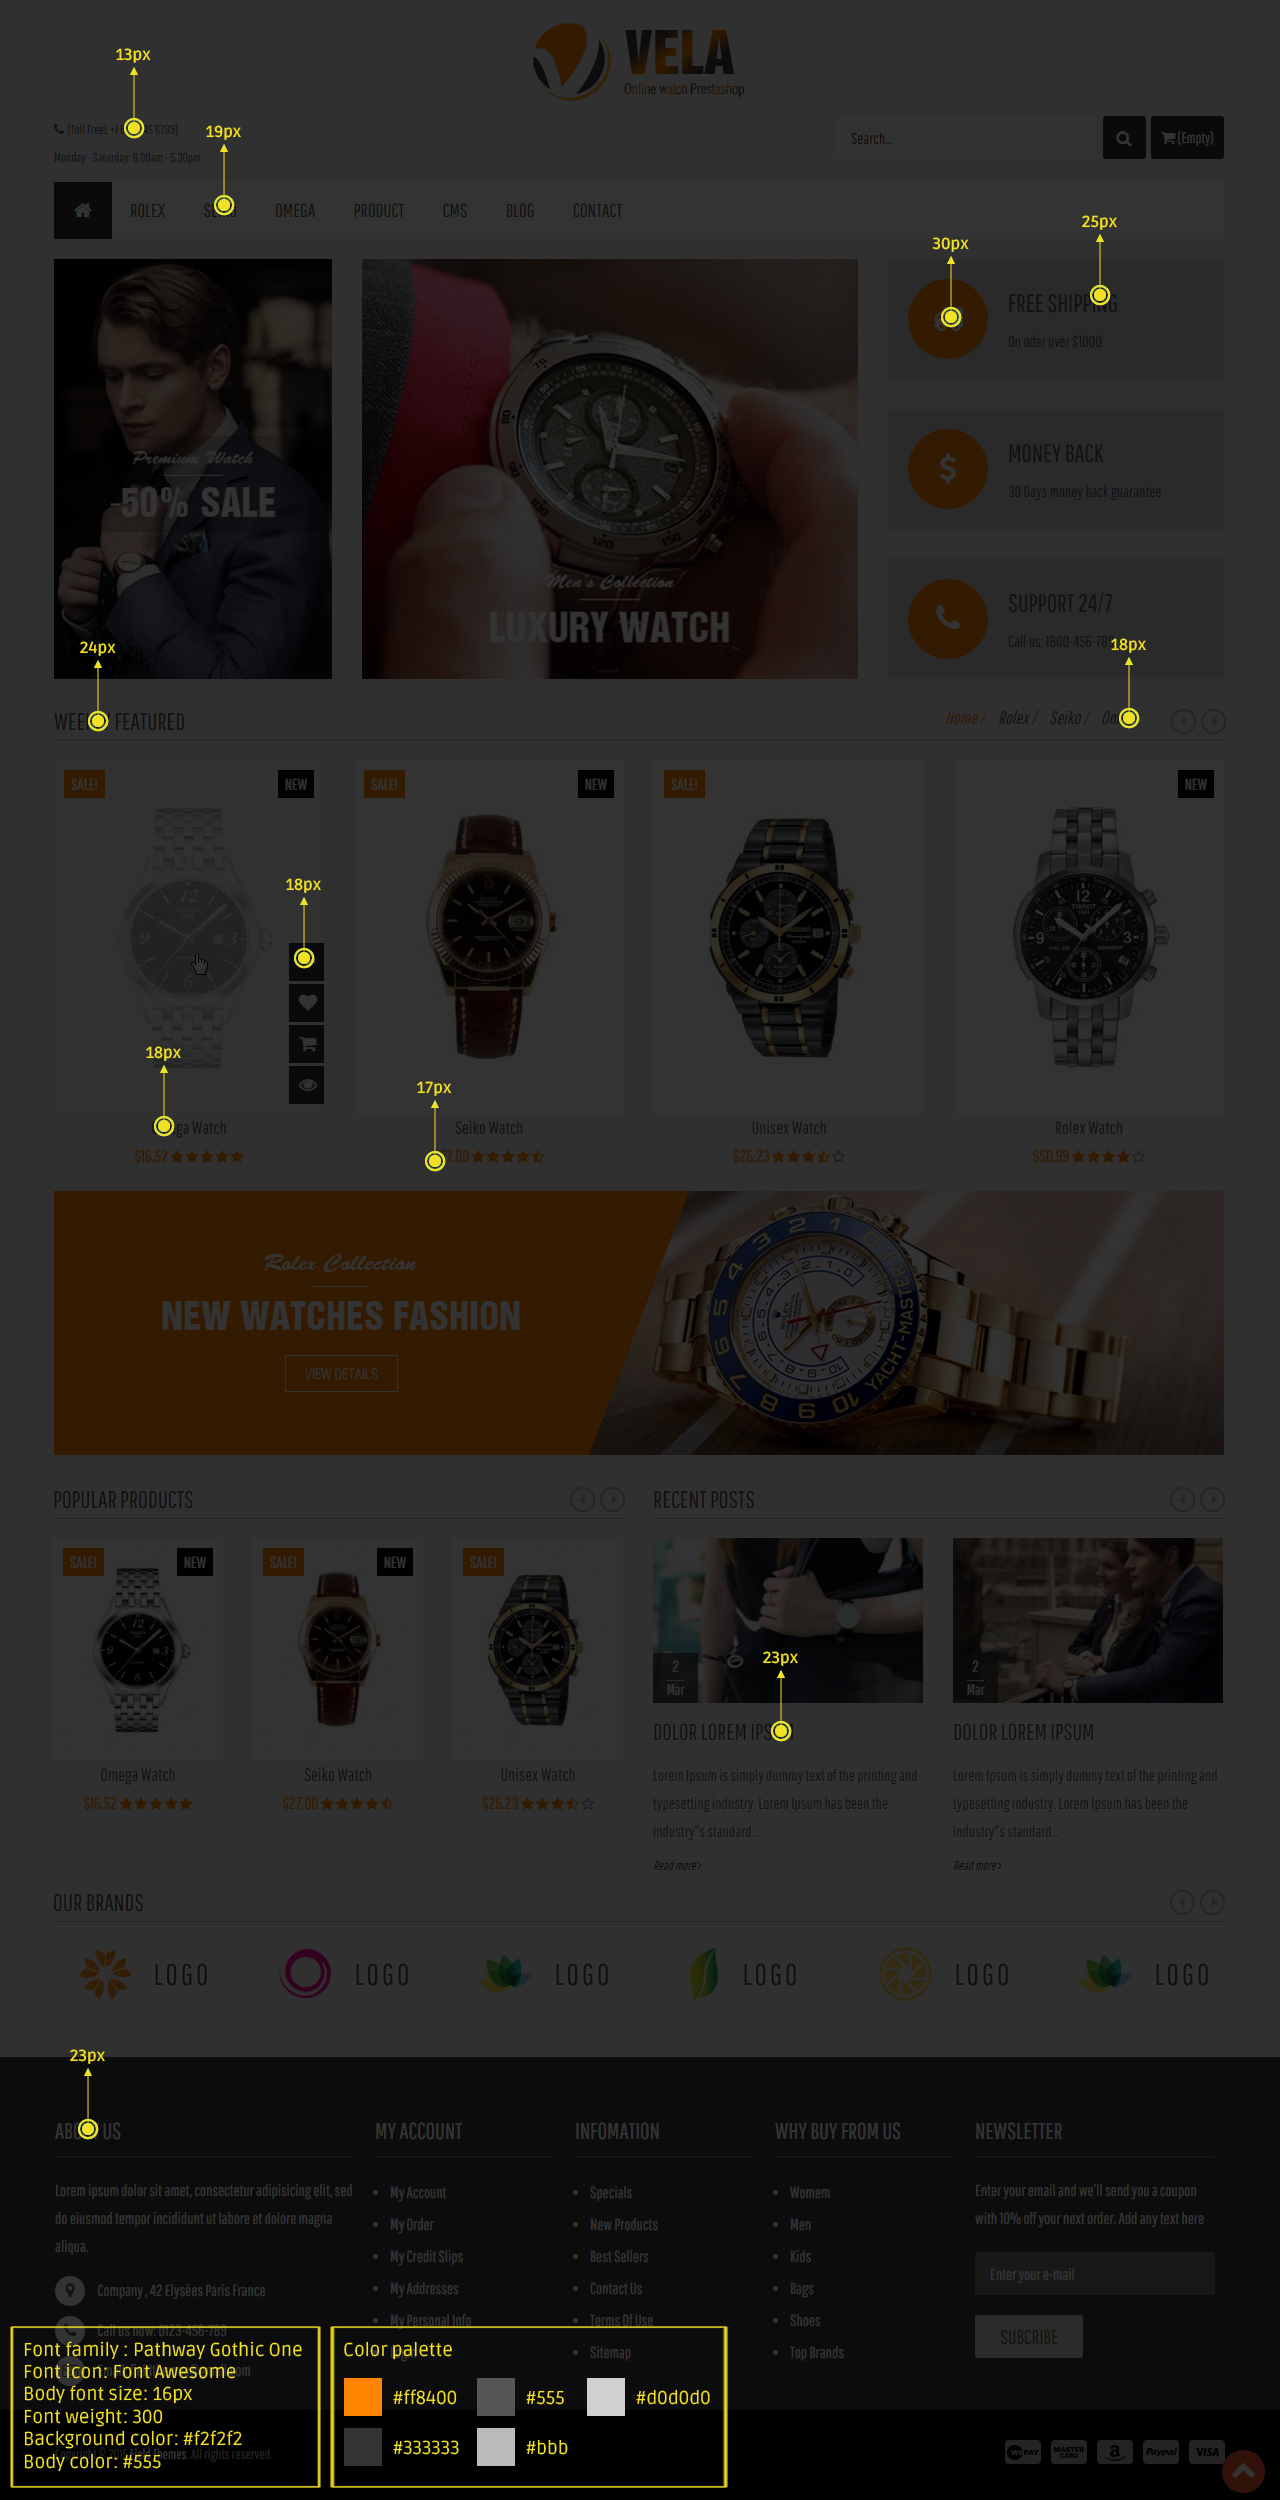 VELA
Online watch Prestashop
13px
(Toll Free
6789)
19px
Monday - Saturday: 8.00am - 5.30pm
Search...
(Empty)
ROLEX
OMEGA
PRODUCT
CMS
BLOG
CONTACT
30px
25px
FREE SHIPPING
On oder over $1000
Premium Watch
-50% SALE
Men's Collection
LUXURY WATCH
MONEY BACK
30 Days money back guarantee
SUPPORT 24/7
Call us: 1800-456-789
24px
18px
FEATURED
Home / Rolex / Seiko /
SALE!
NEW
SALE!
NEW
SALE!
NEW
18px
18px
17px
Watch
Seiko Watch
Unisex Watch
Rolex Watch
$16.52
7.00
$26.23
$50.99
Rolex Collection
NEW WATCHES FASHION
VIEW DETAILS
YACHT-MASTER
POPULAR PRODUCTS
RECENT POSTS
SALE!
NEW
SALE!
NEW
SALE!
2
Mar
2
Mar
23px
Omega Watch
Seiko Watch
Unisex Watch
$16.52
$27.00
$26.23
DOLOR LOREM IPSUM
Lorem Ipsum is simply dummy text of the printing and
typesetting industry. Lorem Ipsum has been the
industry"s standard...
Read more›
DOLOR LOREM IPSUM
Lorem Ipsum is simply dummy text of the printing and
typesetting industry. Lorem Ipsum has been the
industry"s standard...
Read more›
OUR BRANDS
LOGO
LOGO
LOGO
LOGO
LOGO
LOGO
23px
ABOUT US
Lorem ipsum dolor sit amet, consectetur adipisicing elit, sed
do eiusmod tempor incididunt ut labore et dolore magna
aliqua.
Company , 42 Elysées Paris France
Call us now: 0123-456-789
MY ACCOUNT
My Account
My Order
My Credit Slips
My Addresses
My Personal Info
INFOMATION
Specials
New Products
Best Sellers
Contact Us
Terms Of Use
Sitemap
WHY BUY FROM US
Womem
Men
Kids
Bags
Shoes
Top Brands
NEWSLETTER
Enter your email and we'll send you a coupon
with 10% off your next order. Add any text here
Enter your e-mail
SUBCRIBE
Font family : Pathway Gothic One
Font icon: Font Awesome
Body font size: 16px
Font weight: 300
Background color: #f2f2f2
Body color: #555
Color palette
#ff8400
#555
#d0d0d0
#333333
#bbb
Themes. All rights reserved.
PAY
MASTER CARD
Paypal
VISA